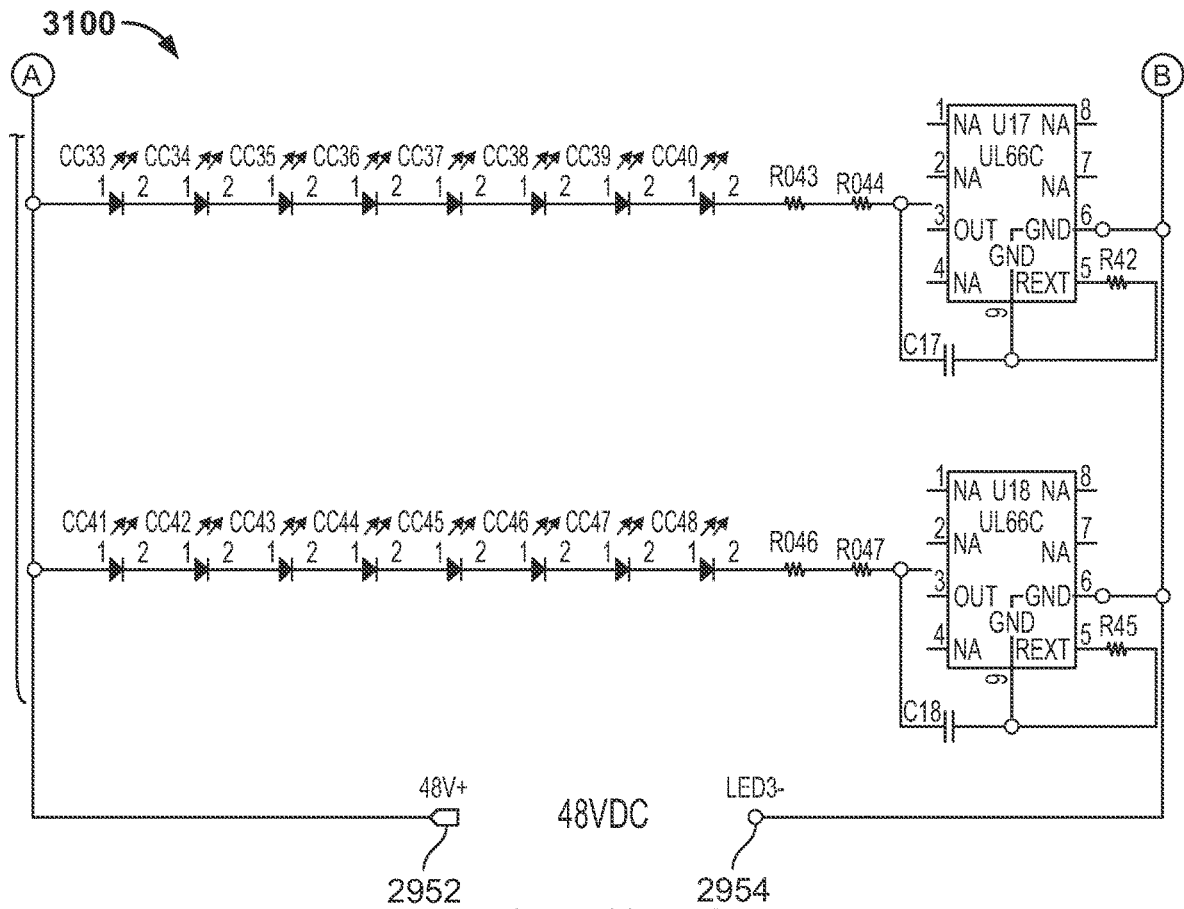 3100
A
B
CC33 CC34 CC35 CC36 CC37 CC38 CC39 CC40
1 2 1 2 1 2 1 2 1 2 1 2 1 2 1 2
R043 R044
1 NA U17 NA 8
UL66C
2 NA NA 7
3 OUT GND 6
GND
4 NA REXT 5 R42
9
C17
CC41 CC42 CC43 CC44 CC45 CC46 CC47 CC48
1 2 1 2 1 2 1 2 1 2 1 2 1 2 1 2
R046 R047
1 NA U18 NA 8
UL66C
2 NA NA 7
3 OUT GND 6
GND
4 NA REXT 5 R45
9
C18
48V+ 48VDC LED3-
2952 2954